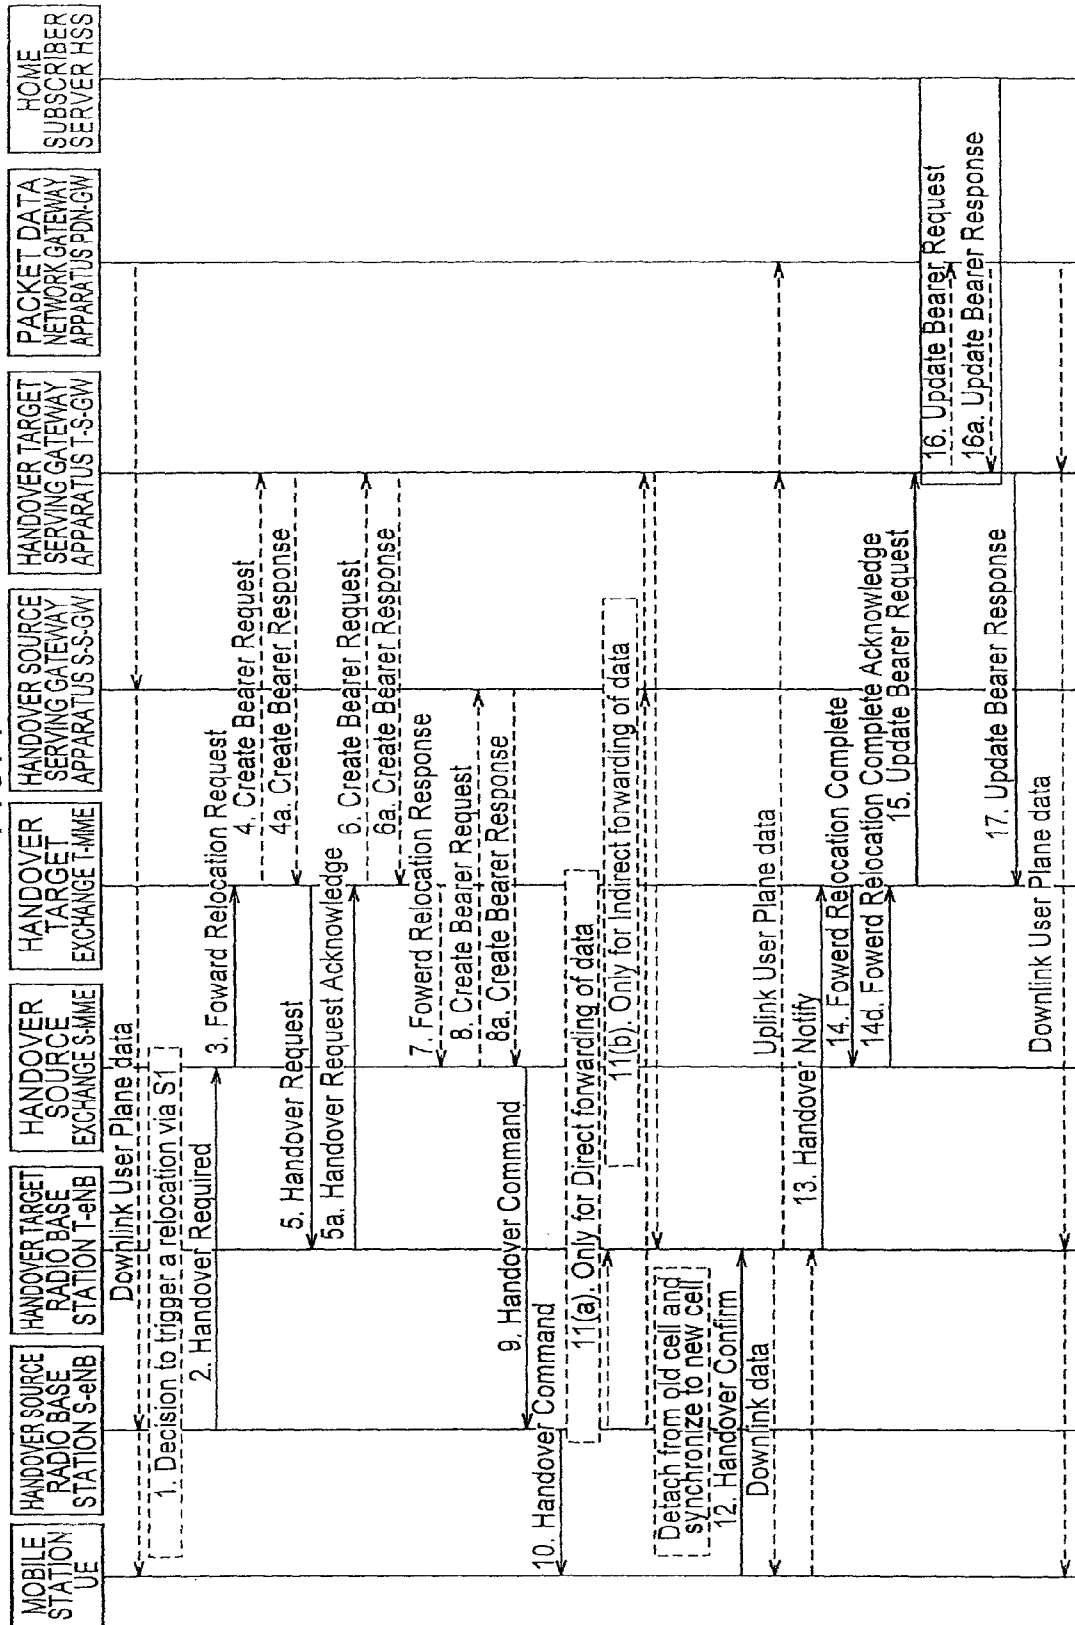 MOBILE
STATION
UE
HANDOVER SOURCE
RADIO BASE
STATION S-eNB
HANDOVER TARGET
RADIO BASE
STATION T-eNB
HANDOVER
SOURCE
EXCHANGE S-MME
HANDOVER
TARGET
EXCHANGE T-MME
HANDOVER SOURCE
SERVING GATEWAY
APPARATUS S-S-GW
HANDOVER TARGET
SERVING GATEWAY
APPARATUS T-S-GW
PACKET DATA
NETWORK GATEWAY
APPARATUS PDN-GW
HOME
SUBSCRIBER
SERVER HSS
Downlink User Plane data
1. Decision to trigger a relocation via S1
2. Handover Required
3. Foward Relocation Request
4. Create Bearer Request
4a. Create Bearer Response
5. Handover Request
5a. Handover Request Acknowledge
6. Create Bearer Request
6a. Create Bearer Response
7. Fowerd Relocation Response
8. Create Bearer Request
8a. Create Bearer Response
9. Handover Command
10. Handover Command
11(a). Only for Direct forwarding of data
11(b). Only for Indirect forwarding of data
Detach from old cell and
synchronize to new cell
12. Handover Confirm
Downlink data
Uplink User Plane data
13. Handover Notify
14. Fowerd Relocation Complete
14d. Fowerd Relocation Complete Acknowledge
15. Update Bearer Request
16. Update Bearer Request
16a. Update Bearer Response
17. Update Bearer Response
Downlink User Plane data